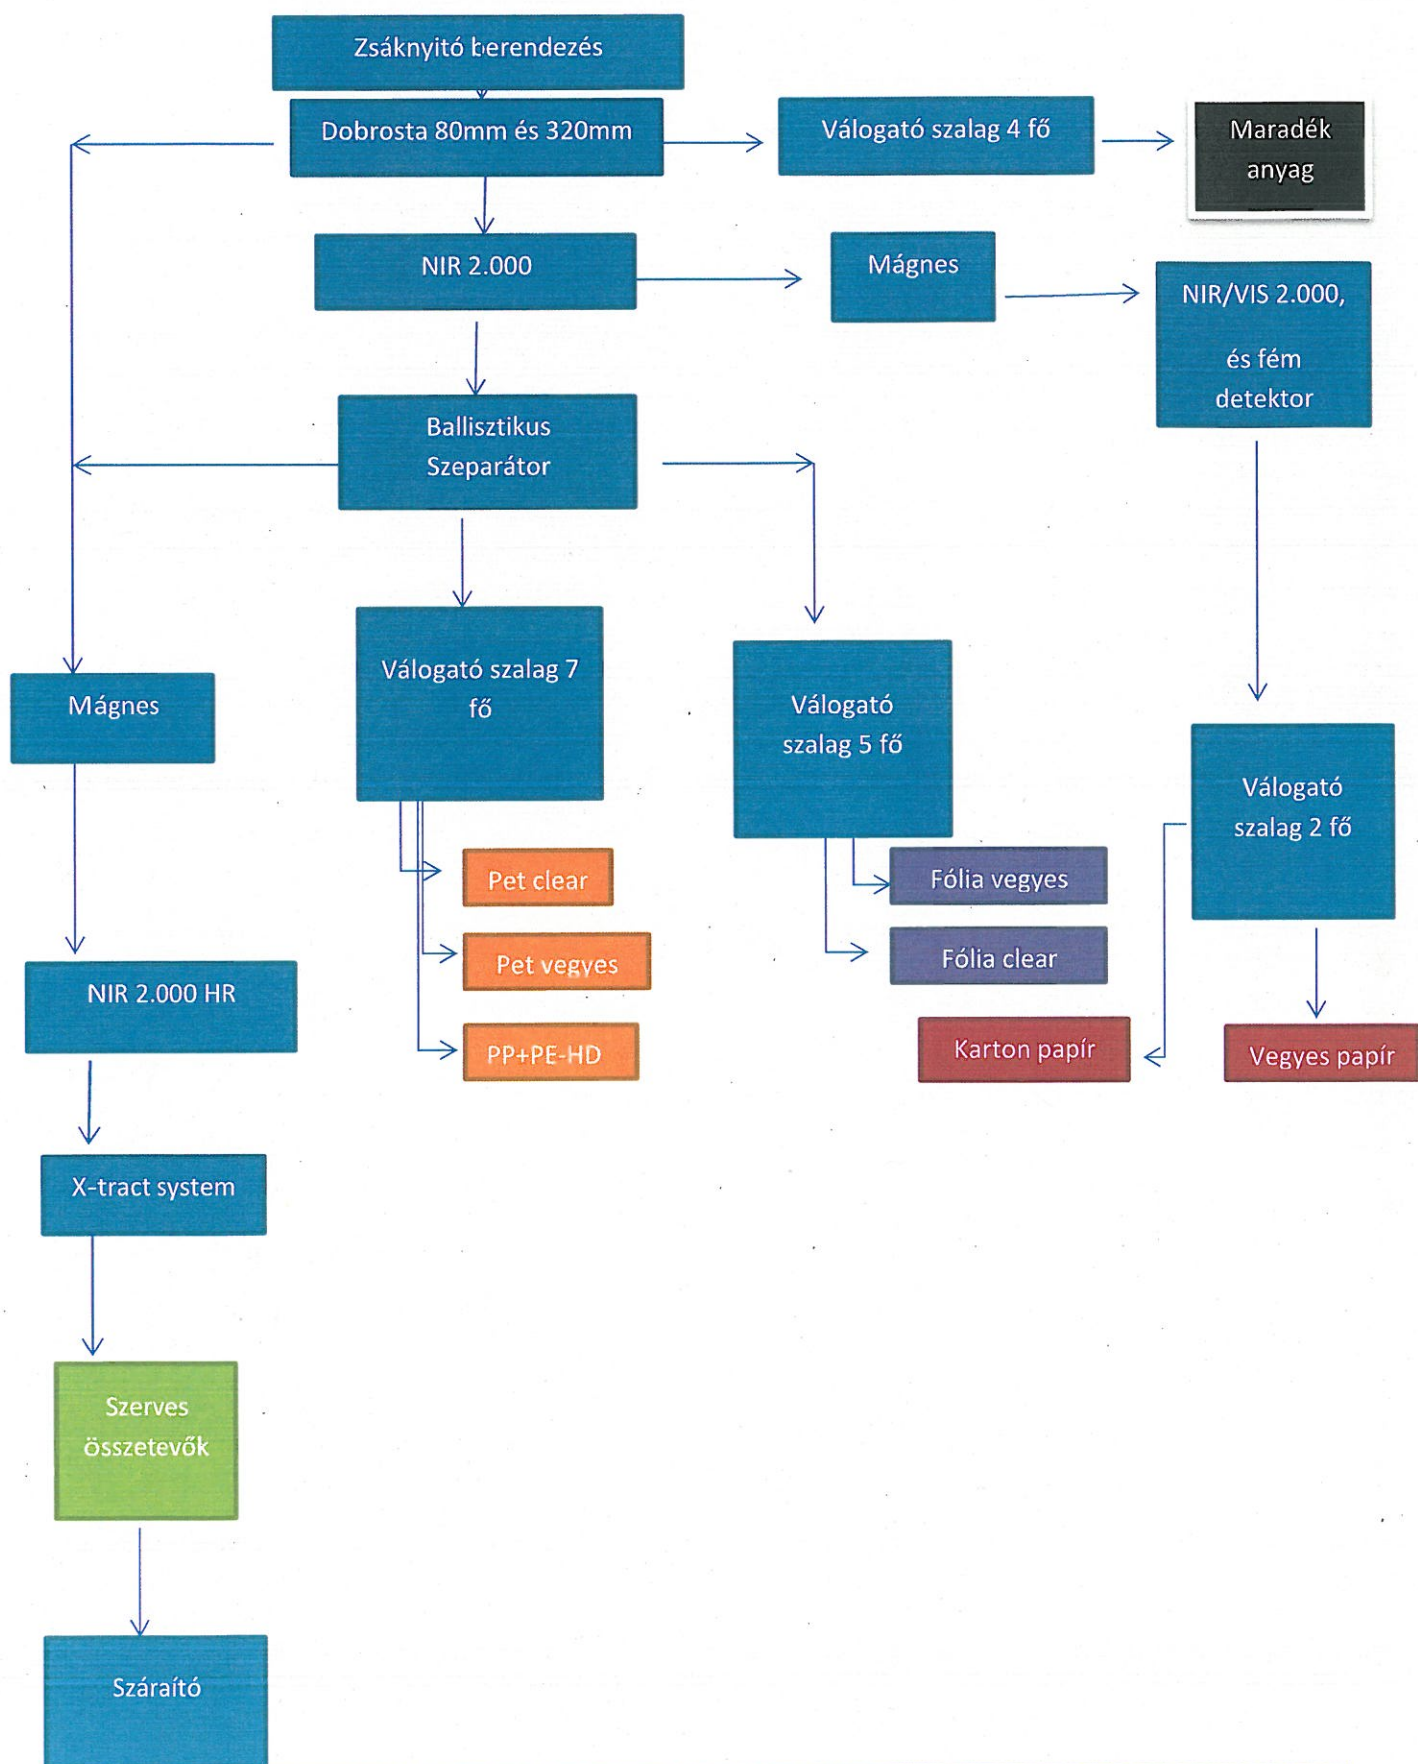 Zsáknyitó berendezés
Dobrosta 80mm és 320mm
Válogató szalag 4 fő
Maradék
anyag
NIR 2.000
Mágnes
NIR/VIS 2.000,
és fém
detektor
Ballisztikus
Szeparátor
Válogató szalag 7
fő
Válogató
szalag 5 fő
Mágnes
Válogató
szalag 2 fő
Pet clear
Fólia vegyes
Pet vegyes
Fólia clear
NIR 2.000 HR
PP+PE-HD
Karton papír
Vegyes papír
X-tract system
Szerves
összetevők
Száraító